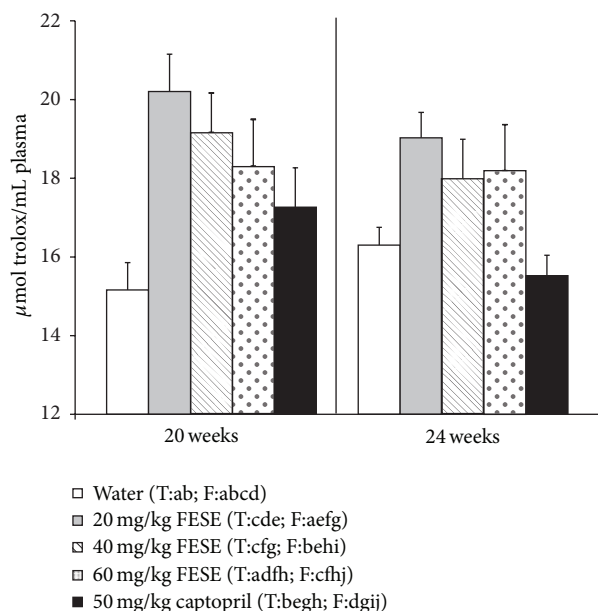 22
20
18
16
14
12
μmol trolox/mL plasma
20 weeks
24 weeks
Water (T:ab; F:abcd)
20 mg/kg FESE (T:cde; F:aefg)
40 mg/kg FESE (T:cfg; F:behi)
60 mg/kg FESE (T:adfh; F:cfhj)
50 mg/kg captopril (T:begh; F:dgij)